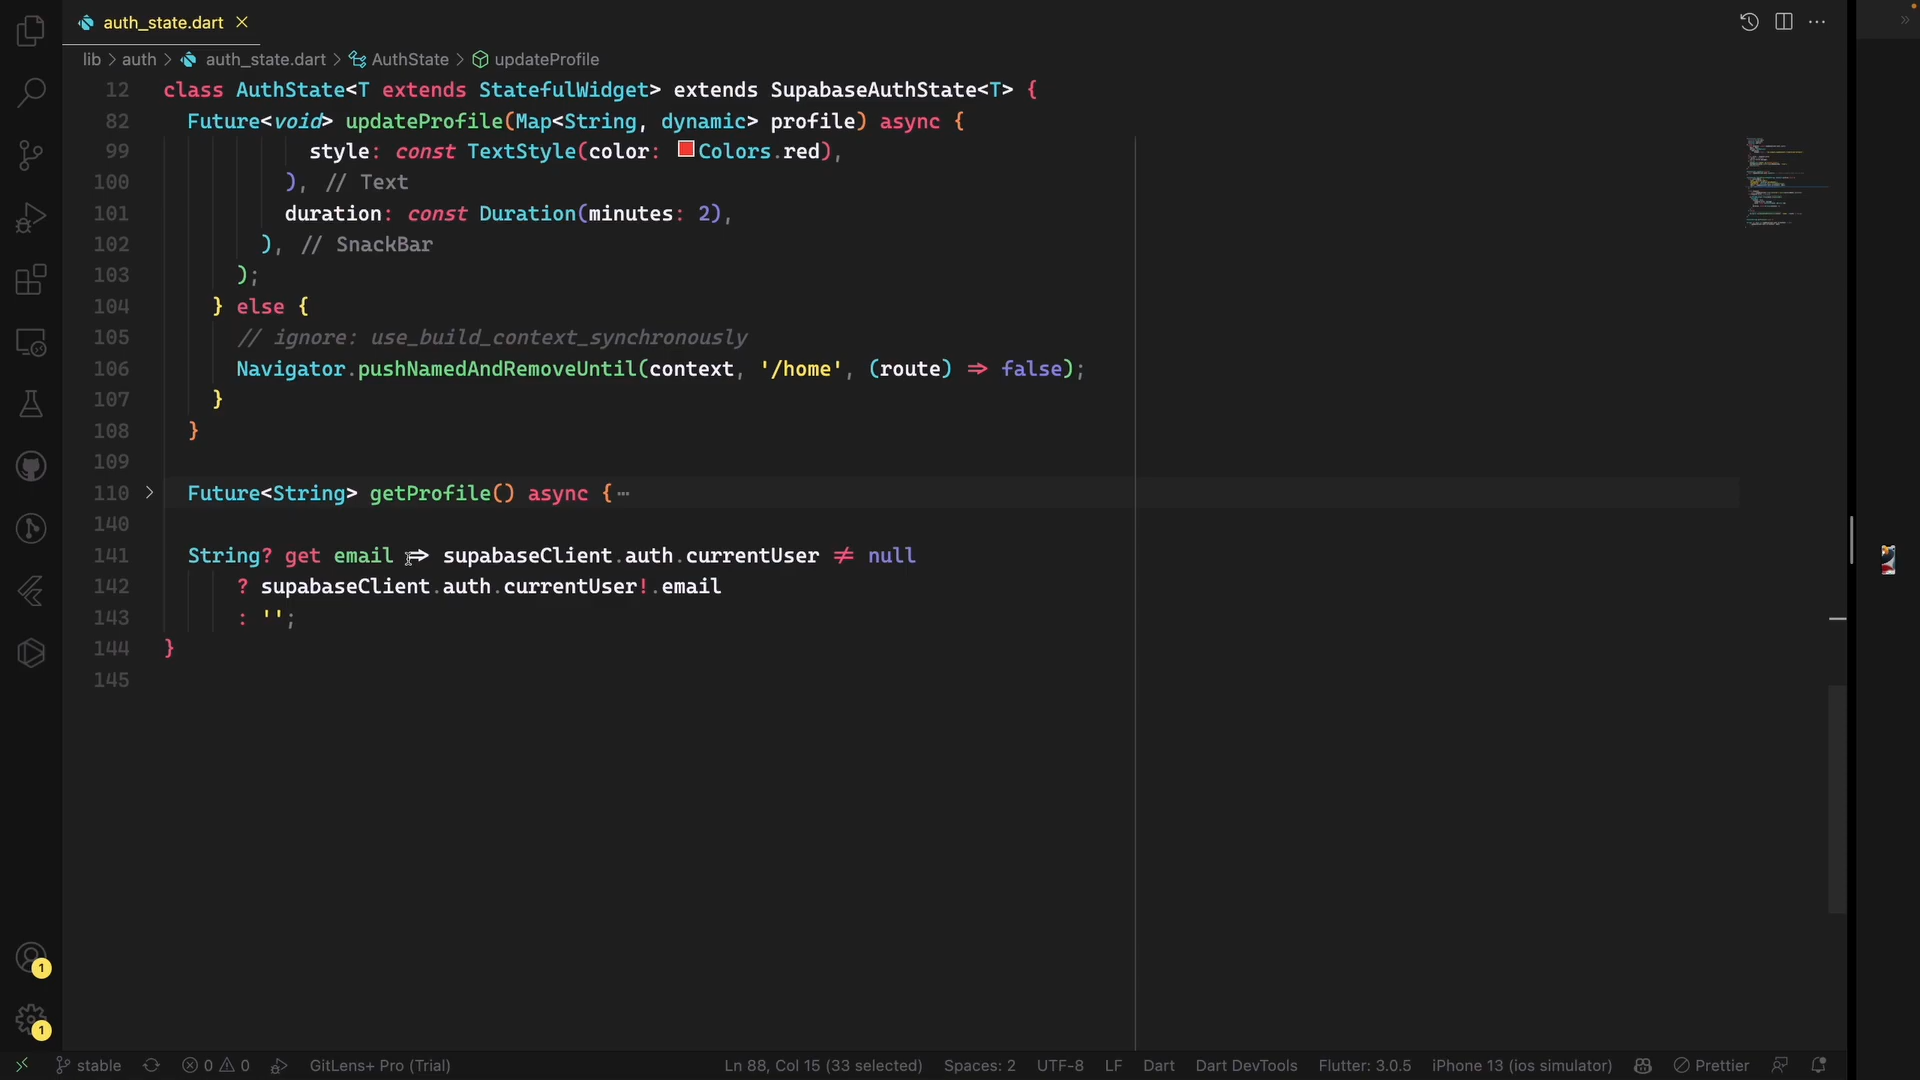 auth_state.dart
lib > auth > auth_state.dart > AuthState > updateProfile
12 class AuthState<T extends StatefulWidget> extends SupabaseAuthState<T> {
82 Future<void> updateProfile(Map<String, dynamic> profile) async {
99 style: const TextStyle(color: Colors.red),
100 ), // Text
101 duration: const Duration(minutes: 2),
102 ), // SnackBar
103 );
104 } else {
105 // ignore: use_build_context_synchronously
106 Navigator.pushNamedAndRemoveUntil(context, '/home', (route) => false);
107 }
108 }
109
110 Future<String> getProfile() async { ⋯
140
141 String? get email => supabaseClient.auth.currentUser != null
142 ? supabaseClient.auth.currentUser!.email
143 : '';
144 }
145
1
1
stable 0 0 GitLens+ Pro (Trial) Ln 88, Col 15 (33 selected) Spaces: 2 UTF-8 LF Dart Dart DevTools Flutter: 3.0.5 iPhone 13 (ios simulator) Prettier